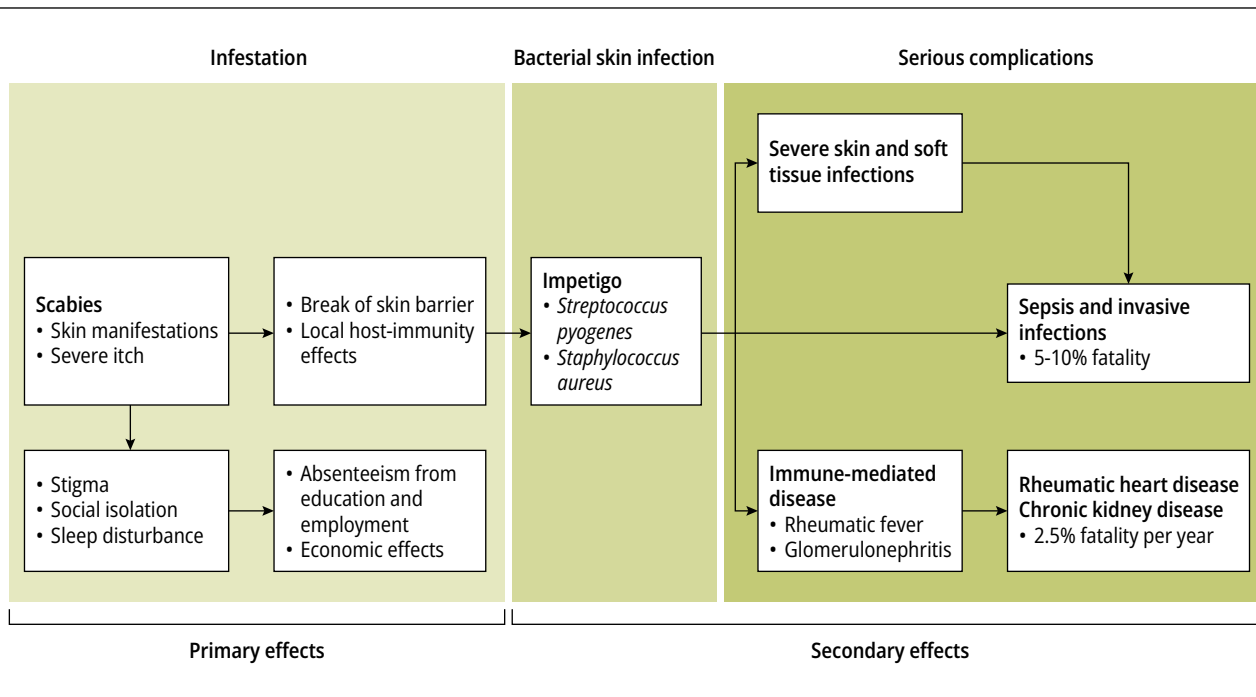 Infestation
Bacterial skin infection
Serious complications
Severe skin and soft
tissue infections
Scabies
• Skin manifestations
• Severe itch
• Break of skin barrier
• Local host-immunity
effects
Impetigo
• Streptococcus
pyogenes
• Staphylococcus
aureus
Sepsis and invasive
infections
• 5-10% fatality
• Stigma
• Social isolation
• Sleep disturbance
• Absenteeism from
education and
employment
• Economic effects
Immune-mediated
disease
• Rheumatic fever
• Glomerulonephritis
Rheumatic heart disease
Chronic kidney disease
• 2.5% fatality per year
Primary effects
Secondary effects